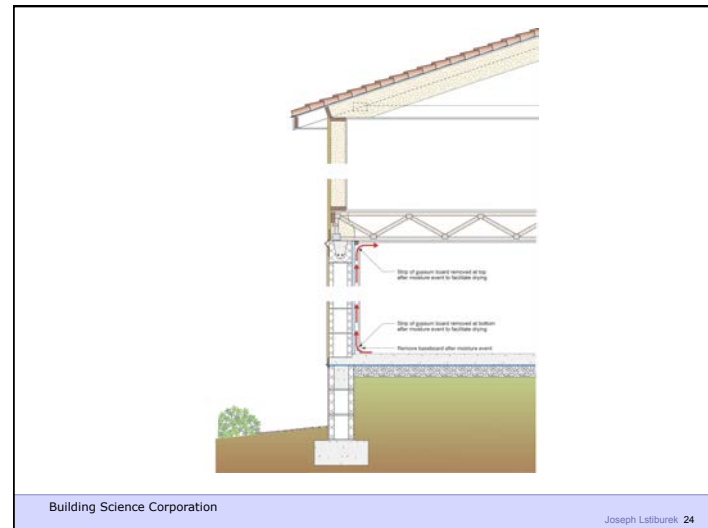 Strip of gypsum board removed at top
after moisture event to facilitate drying
Strip of gypsum board removed at bottom
after moisture event to facilitate drying
Remove baseboard after moisture event
Building Science Corporation
Joseph Lstiburek 24